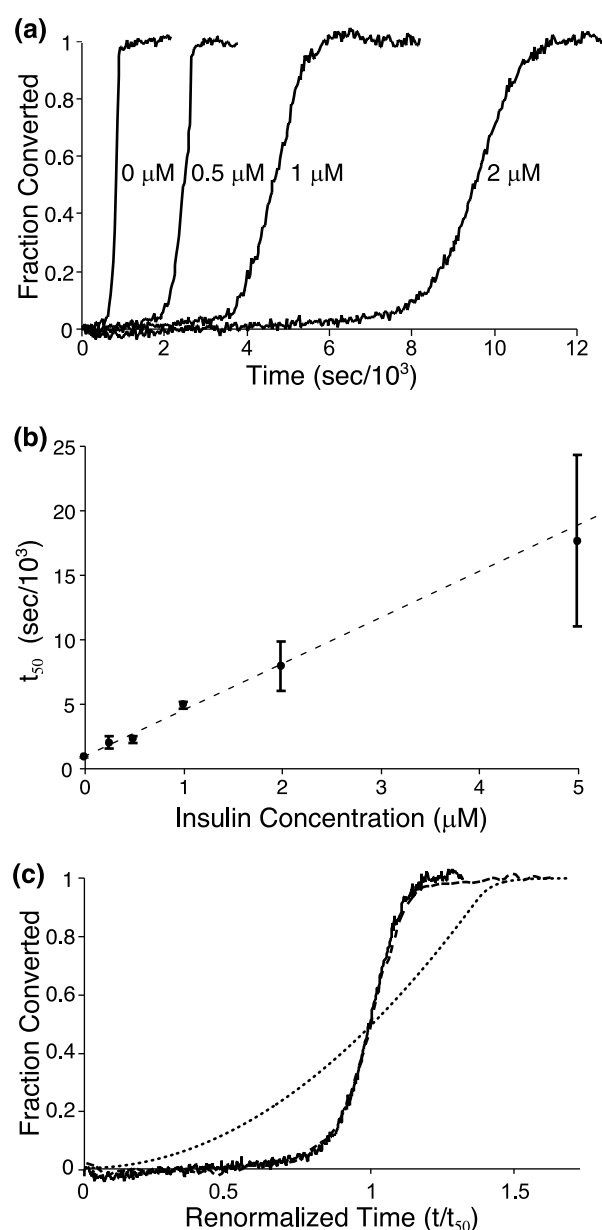 (a)
1
0.8
0.6
0.4
0.2
0
Fraction Converted
0 μM
0.5 μM
1 μM
2 μM
0 2 4 6 8 10 12
Time (sec/10³)
(b)
25
20
15
10
5
0
t₅₀ (sec/10³)
0 1 2 3 4 5
Insulin Concentration (μM)
(c)
1
0.8
0.6
0.4
0.2
0
Fraction Converted
0 0.5 1 1.5
Renormalized Time (t/t₅₀)